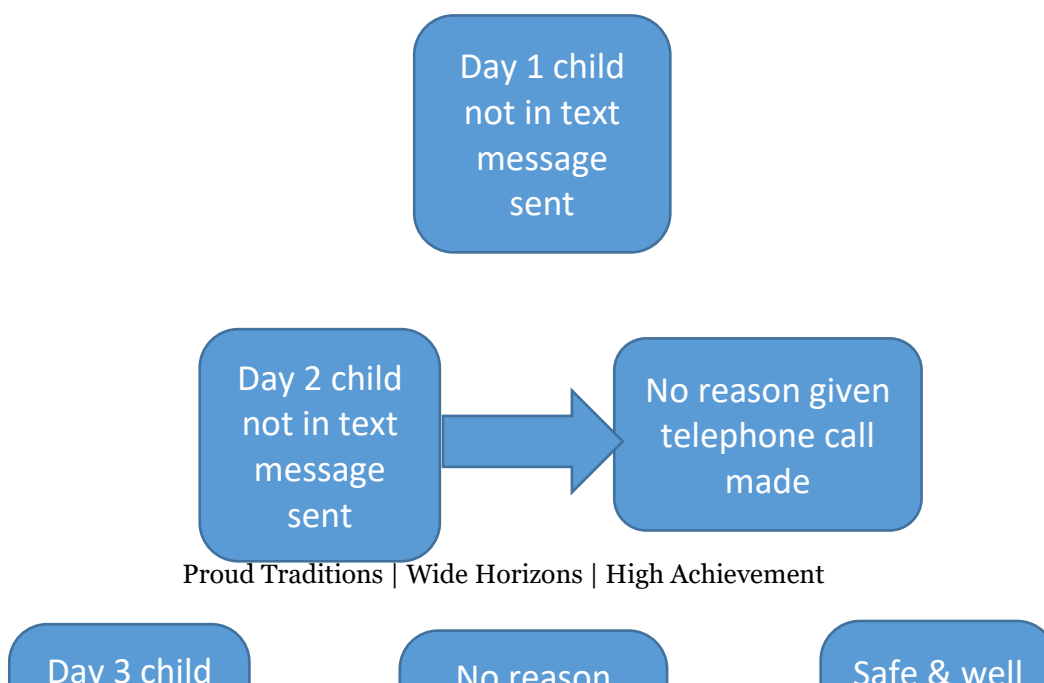 Day 1 child
not in text
message
sent
Day 2 child
not in text
message
sent
No reason given
telephone call
made
Proud Traditions | Wide Horizons | High Achievement
Day 3 child
No reason
Safe & well